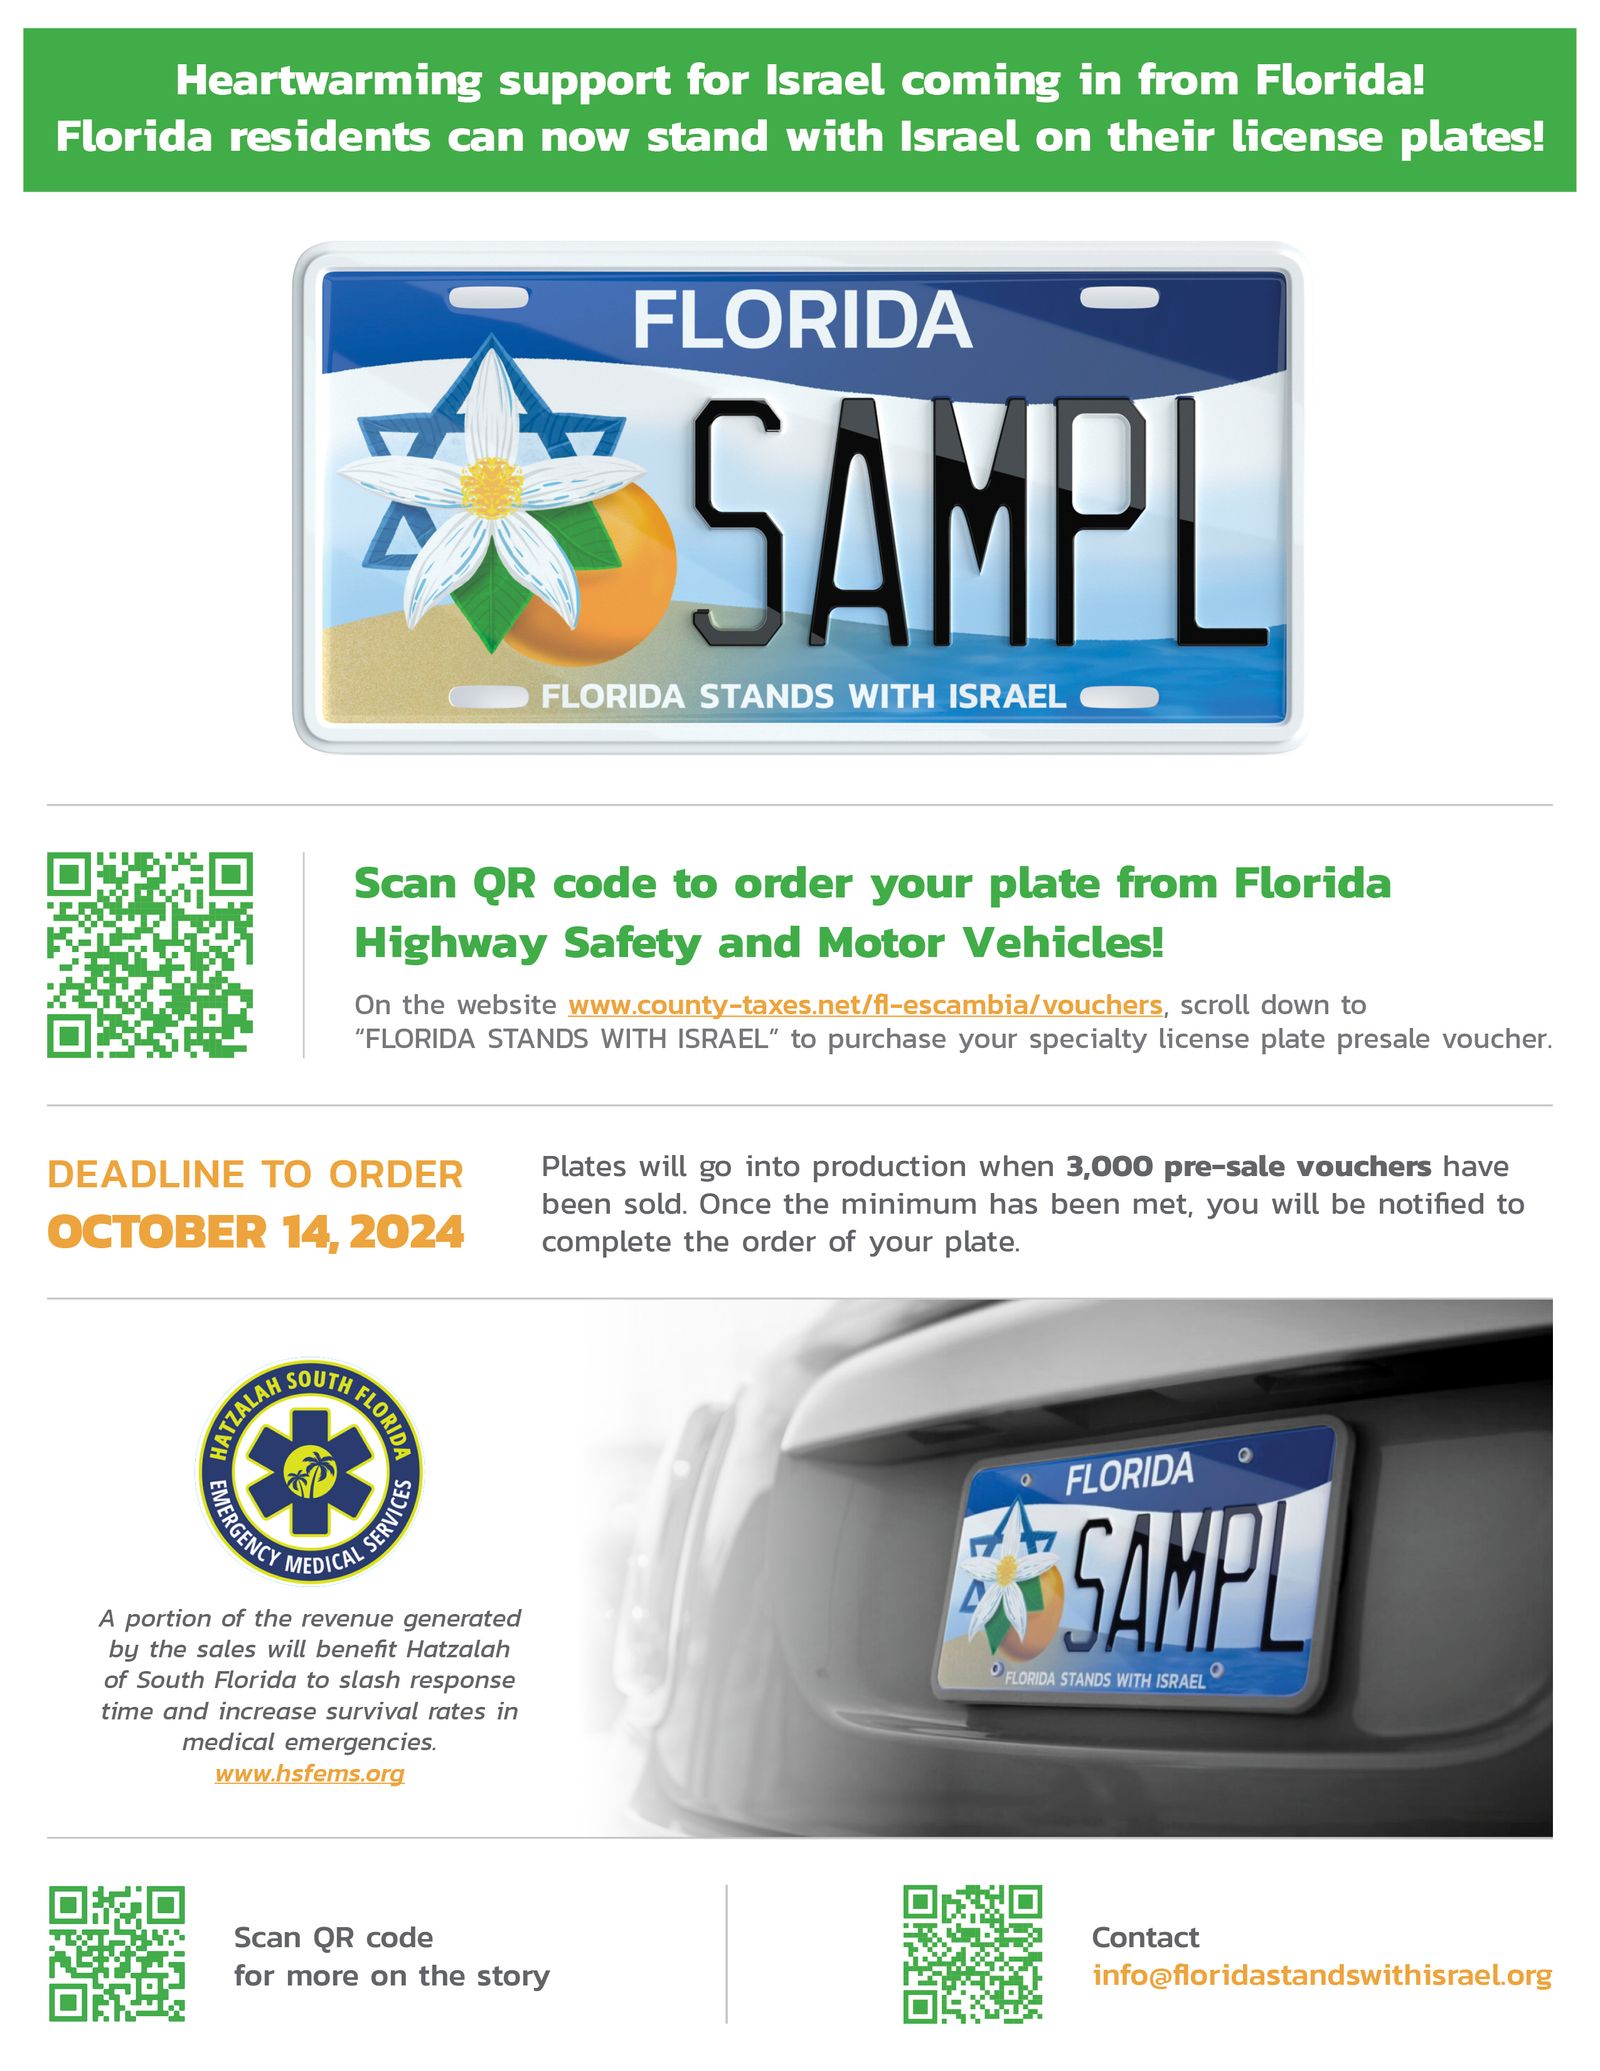 Heartwarming support for Israel coming in from Florida!
Florida residents can now stand with Israel on their license plates!
FLORIDA
SAMPL
FLORIDA STANDS WITH ISRAEL
Scan QR code to order your plate from Florida
Highway Safety and Motor Vehicles!
On the website www.county-taxes.net/fl-escambia/vouchers, scroll down to
“FLORIDA STANDS WITH ISRAEL” to purchase your specialty license plate presale voucher.
DEADLINE TO ORDER
OCTOBER 14, 2024
Plates will go into production when 3,000 pre-sale vouchers have
been sold. Once the minimum has been met, you will be notified to
complete the order of your plate.
HATZALAH SOUTH FLORIDA
EMERGENCY MEDICAL SERVICES
A portion of the revenue generated
by the sales will benefit Hatzalah
of South Florida to slash response
time and increase survival rates in
medical emergencies.
www.hsfems.org
FLORIDA
SAMPL
FLORIDA STANDS WITH ISRAEL
Scan QR code
for more on the story
Contact
info@floridastandswithisrael.org